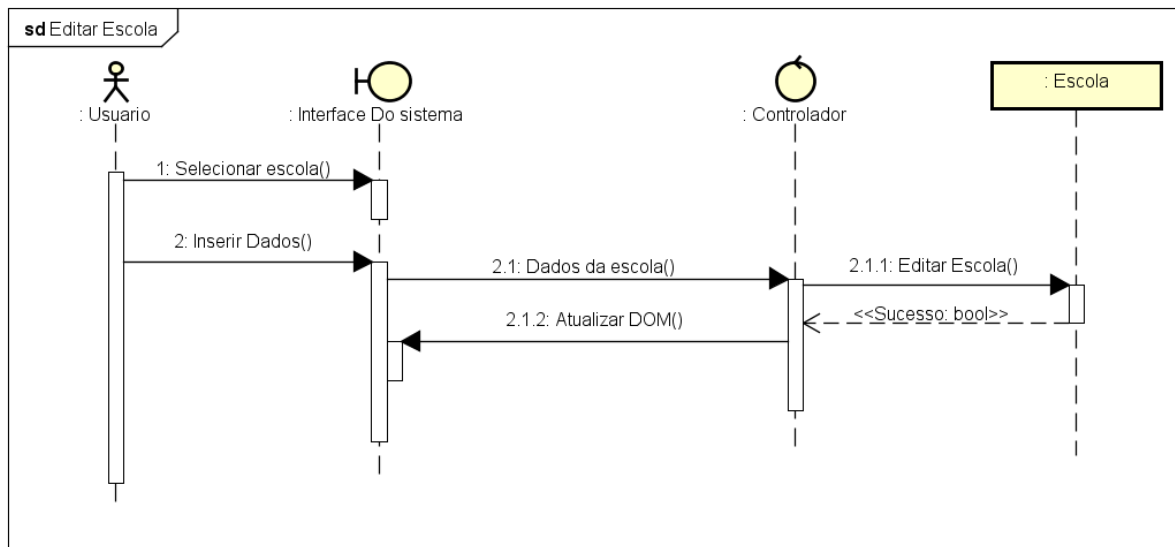 sd Editar Escola
: Usuario
: Interface Do sistema
: Controlador
: Escola
1: Selecionar escola()
2: Inserir Dados()
2.1: Dados da escola()
2.1.1: Editar Escola()
<<Sucesso: bool>>
2.1.2: Atualizar DOM()